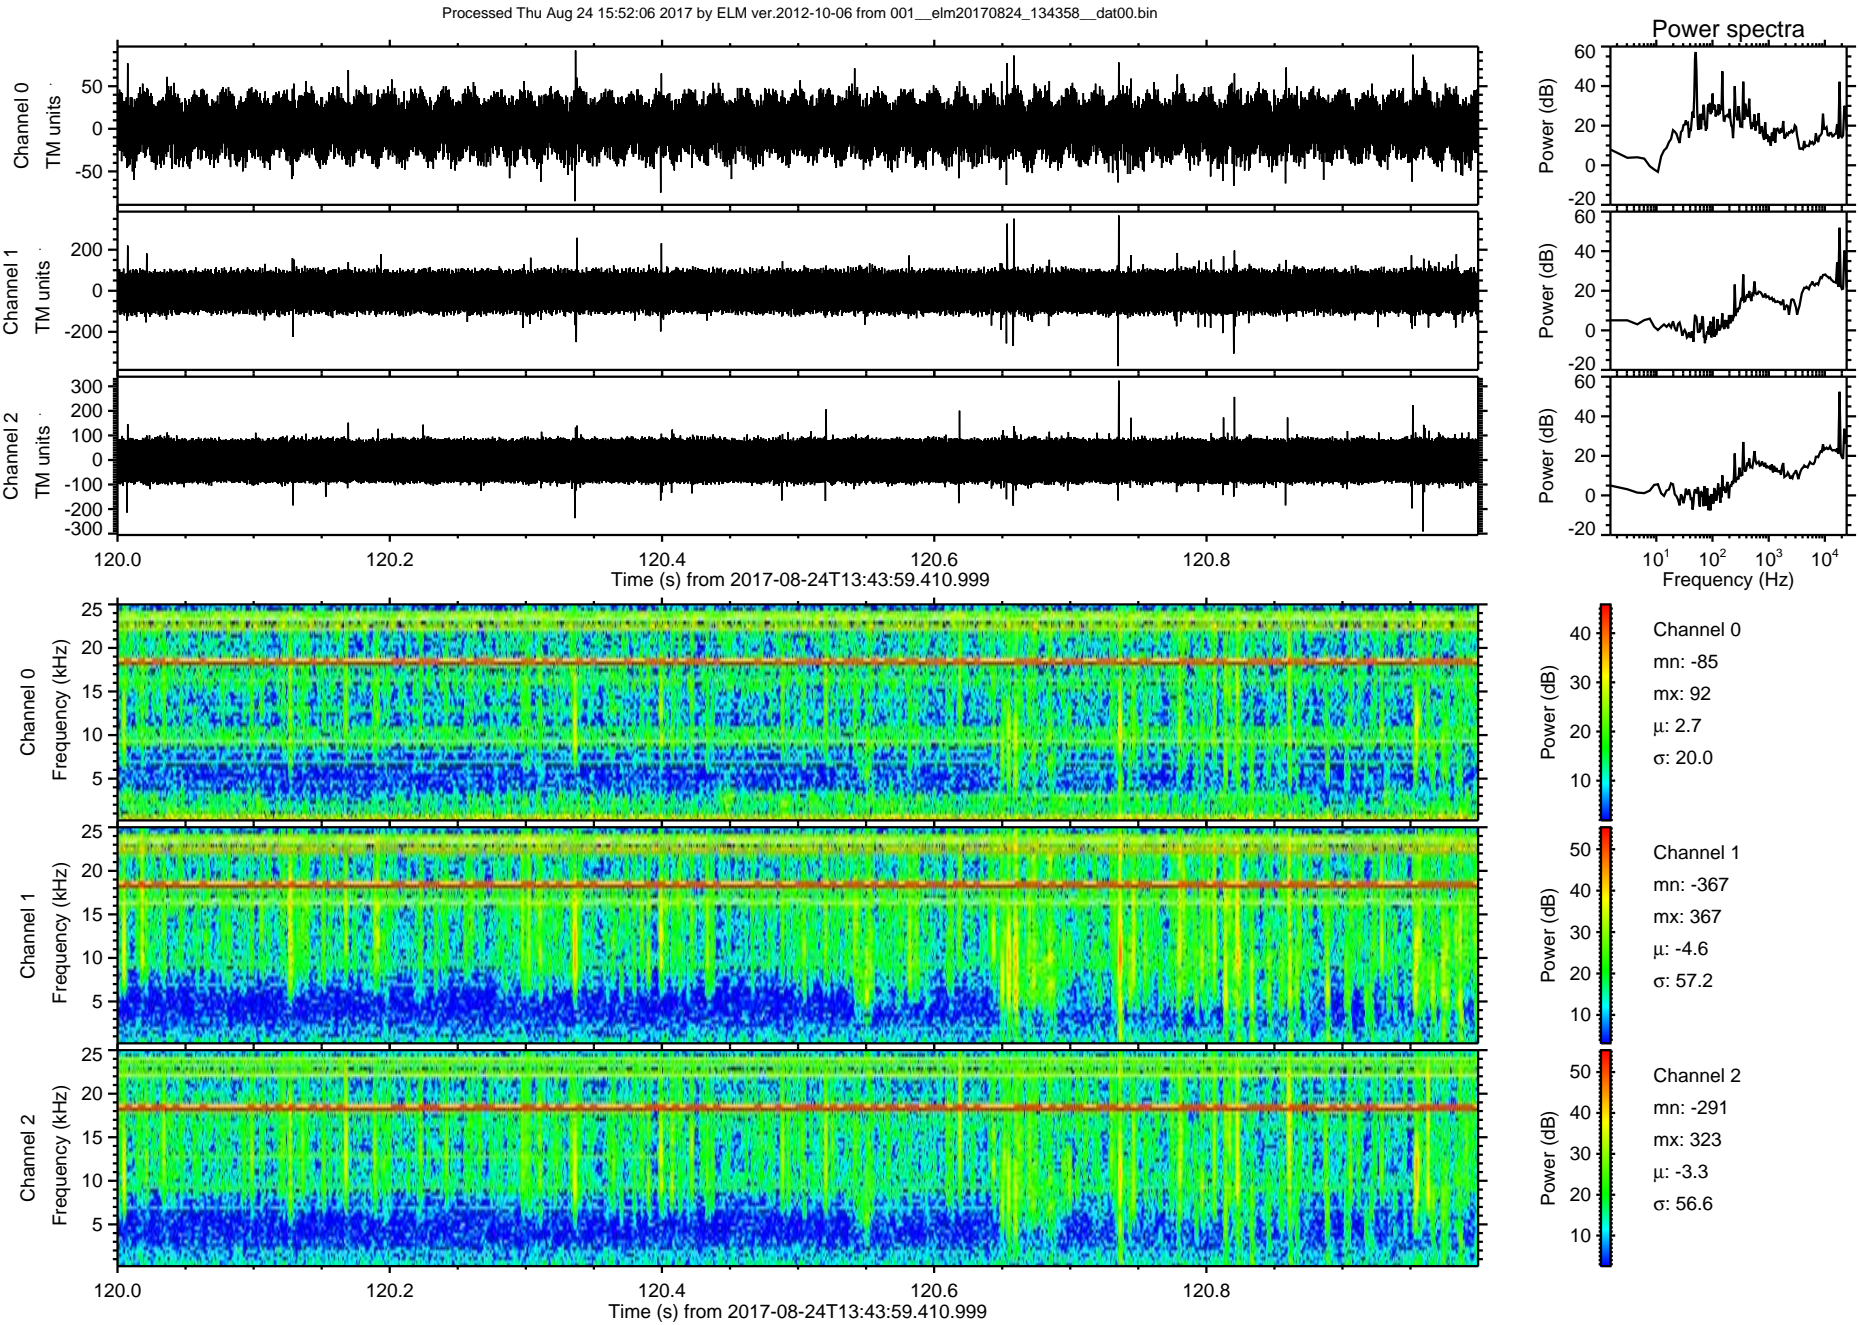 Processed Thu Aug 24 15:52:06 2017 by ELM ver.2012-10-06 from 001__elm20170824_134358__dat00.bin
Power spectra
Channel 0
TM units
50
0
-50
Power (dB)
60
40
20
0
-20
Channel 1
TM units
200
0
-200
Power (dB)
60
40
20
0
-20
Channel 2
TM units
300
200
100
0
-100
-200
-300
Power (dB)
60
40
20
0
-20
120.0 120.2 120.4 120.6 120.8
Time (s) from 2017-08-24T13:43:59.410.999
10¹ 10² 10³ 10⁴
Frequency (Hz)
Channel 0
Frequency (kHz)
25
20
15
10
5
Power (dB)
40
30
20
10
Channel 0
mn: -85
mx: 92
μ: 2.7
σ: 20.0
Channel 1
Frequency (kHz)
25
20
15
10
5
Power (dB)
50
40
30
20
10
Channel 1
mn: -367
mx: 367
μ: -4.6
σ: 57.2
Channel 2
Frequency (kHz)
25
20
15
10
5
Power (dB)
50
40
30
20
10
Channel 2
mn: -291
mx: 323
μ: -3.3
σ: 56.6
120.0 120.2 120.4 120.6 120.8
Time (s) from 2017-08-24T13:43:59.410.999